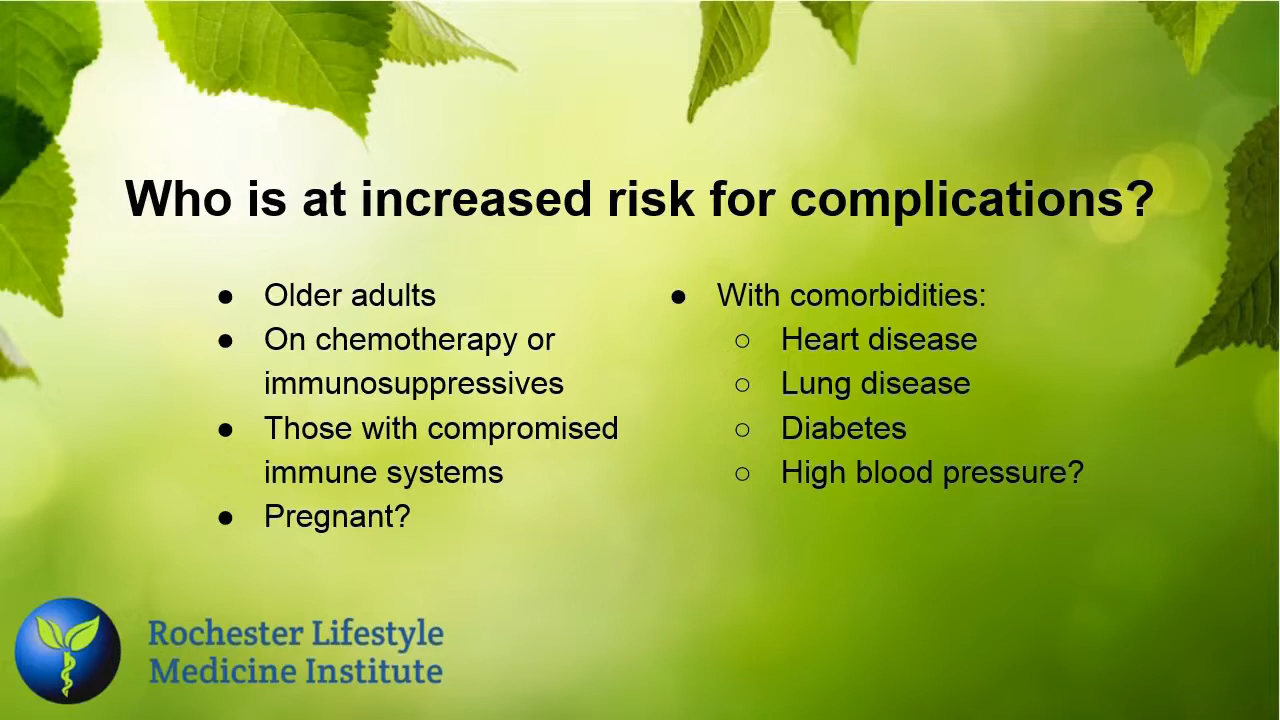 Who is at increased risk for complications?
● Older adults
● On chemotherapy or
immunosuppressives
● Those with compromised
immune systems
● Pregnant?
● With comorbidities:
○ Heart disease
○ Lung disease
○ Diabetes
○ High blood pressure?
Rochester Lifestyle
Medicine Institute